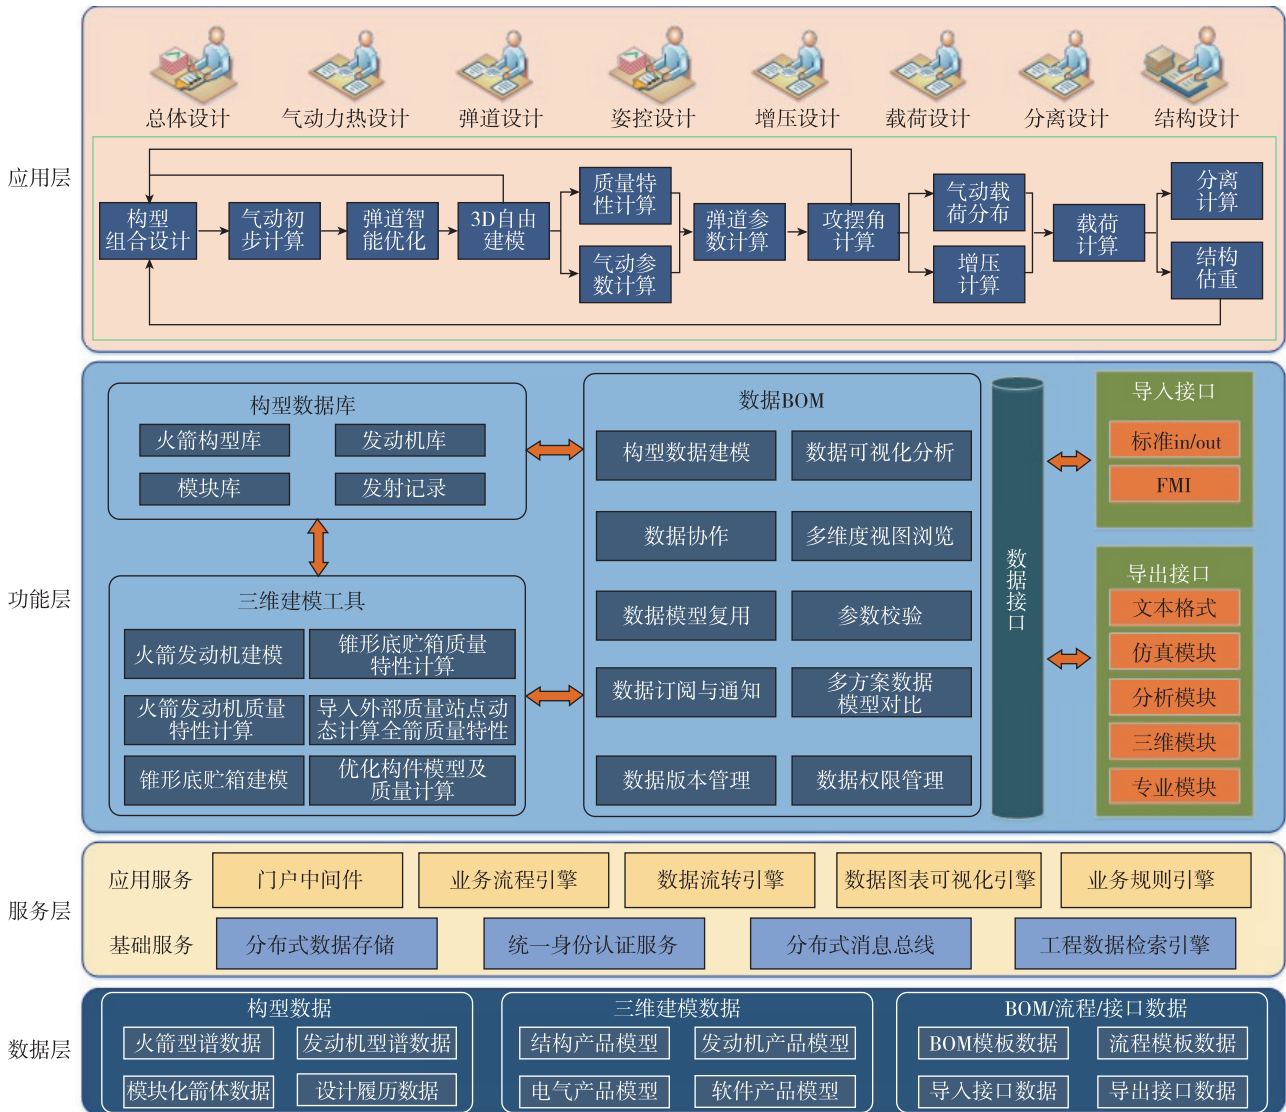 总体设计
气动力热设计
弹道设计
姿控设计
增压设计
载荷设计
分离设计
结构设计
应用层
构型
组合设计
气动初
步计算
弹道智
能优化
3D自由
建模
质量特
性计算
气动参
数计算
弹道参
数计算
攻摆角
计算
气动载
荷分布
增压
计算
载荷
计算
分离
计算
结构
估重
功能层
构型数据库
火箭构型库
发动机库
模块库
发射记录
三维建模工具
火箭发动机建模
锥形底贮箱质量
特性计算
火箭发动机质量
特性计算
导入外部质量站点动
态计算全箭质量特性
锥形底贮箱建模
优化构件模型及
质量计算
数据BOM
构型数据建模
数据可视化分析
数据协作
多维度视图浏览
数据模型复用
参数校验
数据订阅与通知
多方案数据
模型对比
数据版本管理
数据权限管理
数据接口
导入接口
标准in/out
FMI
导出接口
文本格式
仿真模块
分析模块
三维模块
专业模块
服务层
应用服务
门户中间件
业务流程引擎
数据流转引擎
数据图表可视化引擎
业务规则引擎
基础服务
分布式数据存储
统一身份认证服务
分布式消息总线
工程数据检索引擎
数据层
构型数据
火箭型谱数据
发动机型谱数据
模块化箭体数据
设计履历数据
三维建模数据
结构产品模型
发动机产品模型
电气产品模型
软件产品模型
BOM/流程/接口数据
BOM模板数据
流程模板数据
导入接口数据
导出接口数据